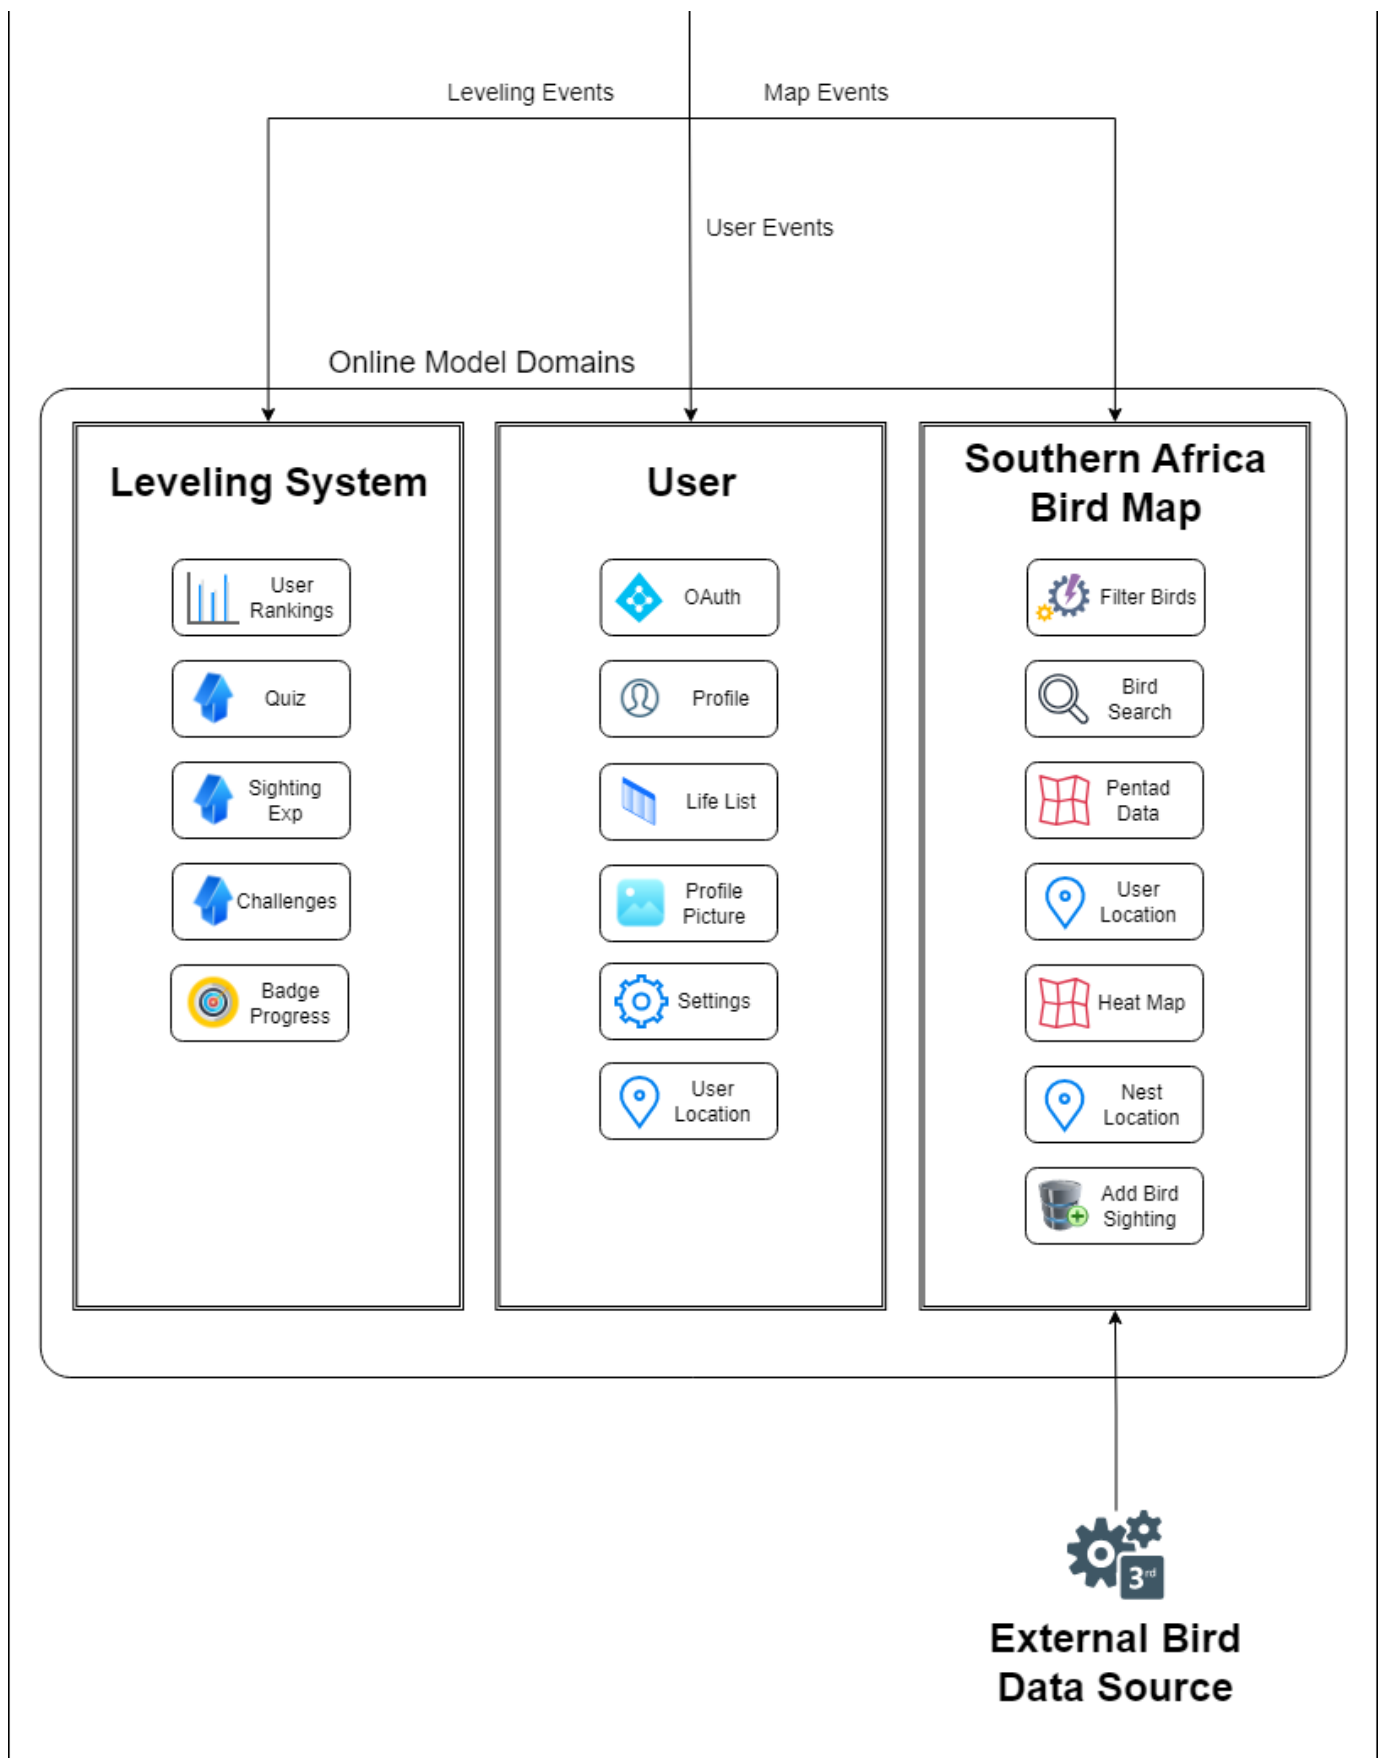 Leveling Events
Map Events
User Events
Online Model Domains
Leveling System
User
Rankings
Quiz
Sighting
Exp
Challenges
Badge
Progress
User
OAuth
Profile
Life List
Profile
Picture
Settings
User
Location
Southern Africa
Bird Map
Filter Birds
Bird
Search
Pentad
Data
User
Location
Heat Map
Nest
Location
Add Bird
Sighting
3rd
External Bird
Data Source